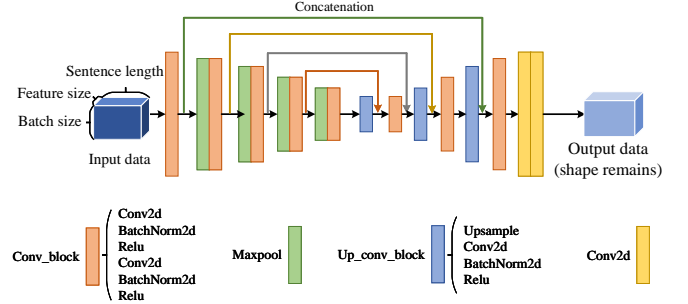 Concatenation
Sentence length
Feature size
Batch size
Input data
Output data
(shape remains)
Conv_block
Conv2d
BatchNorm2d
Relu
Conv2d
BatchNorm2d
Relu
Maxpool
Up_conv_block
Upsample
Conv2d
BatchNorm2d
Relu
Conv2d